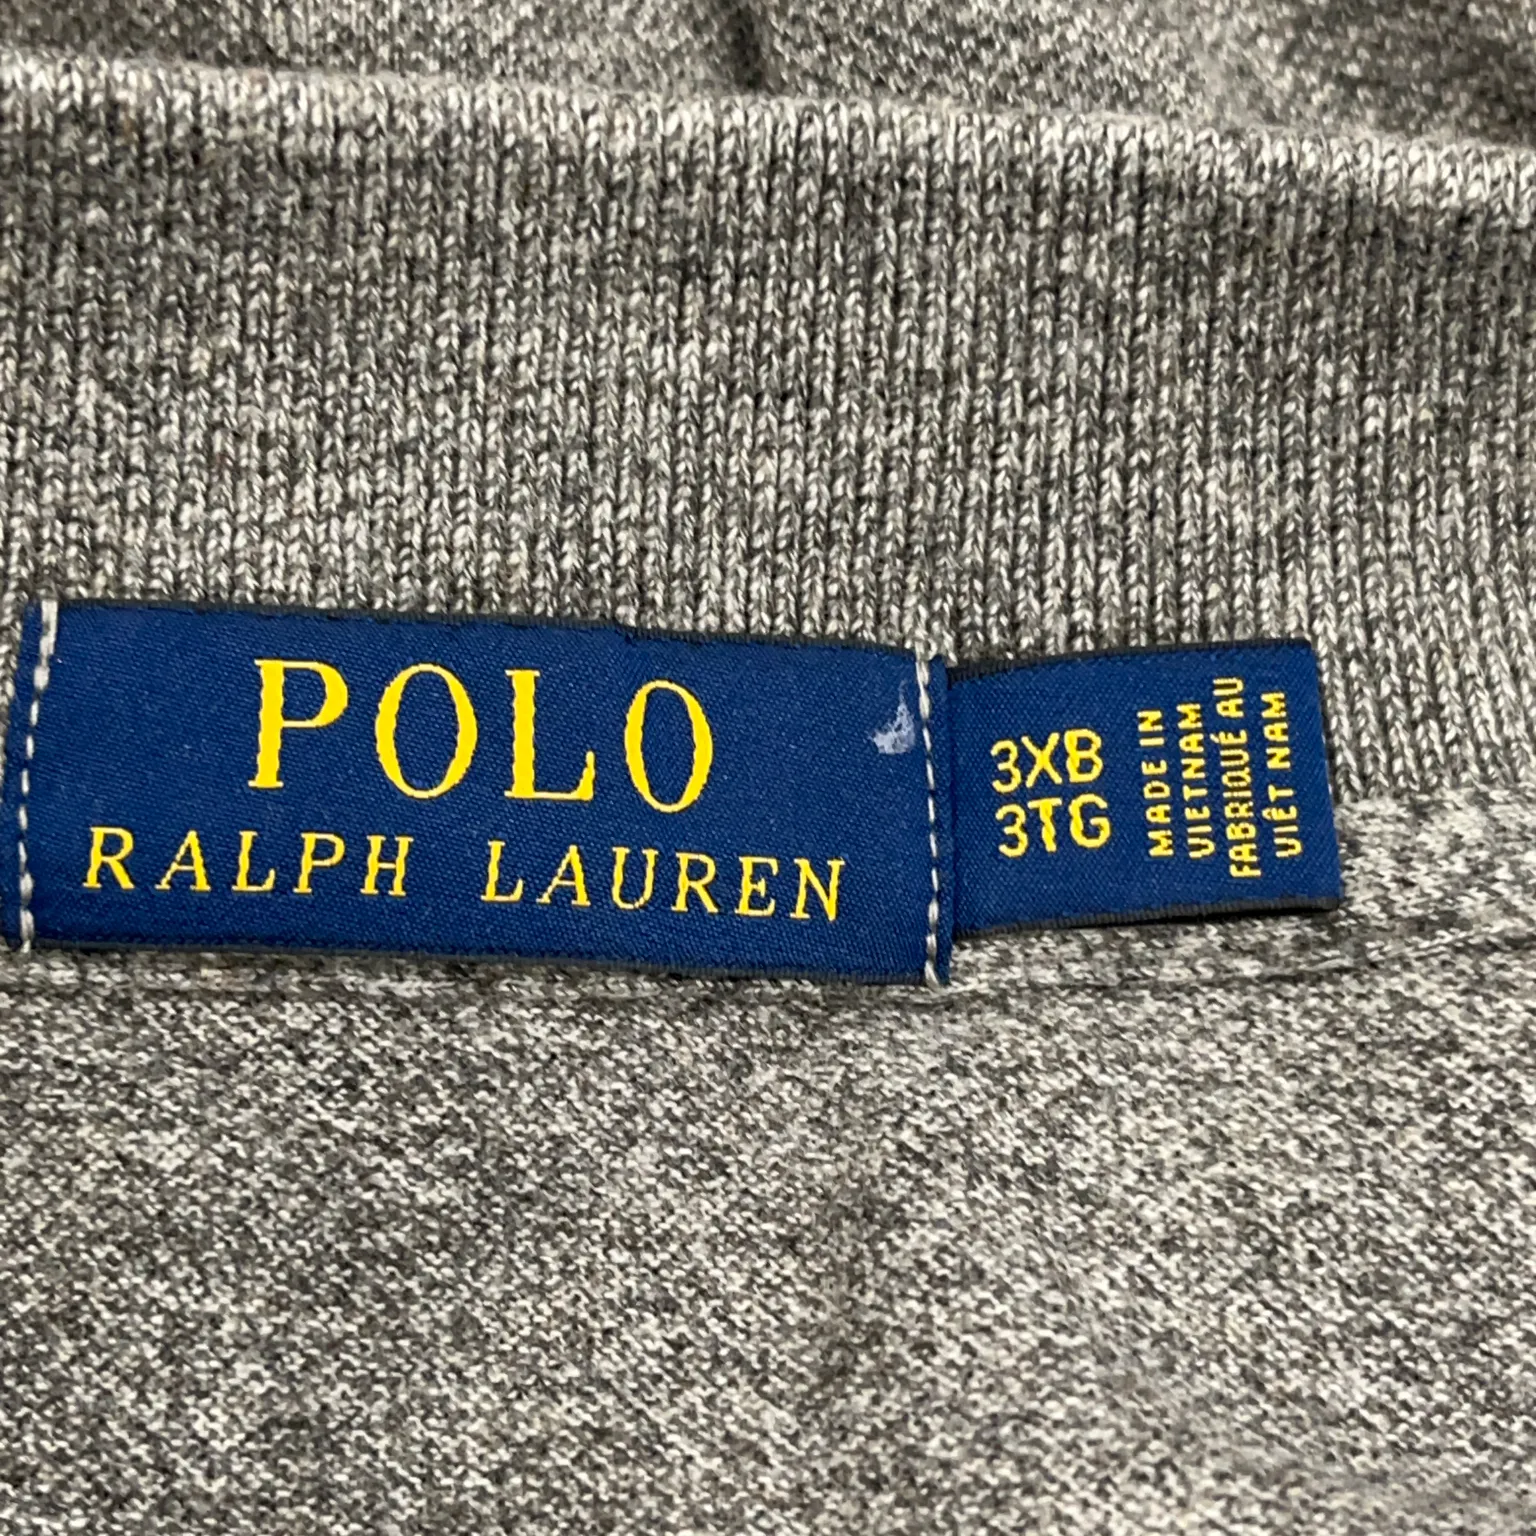 POLO
RALPH LAUREN
3XB
3TG
MADE IN
VIETNAM
FABRIQUÉ AU
VIÊT NAM